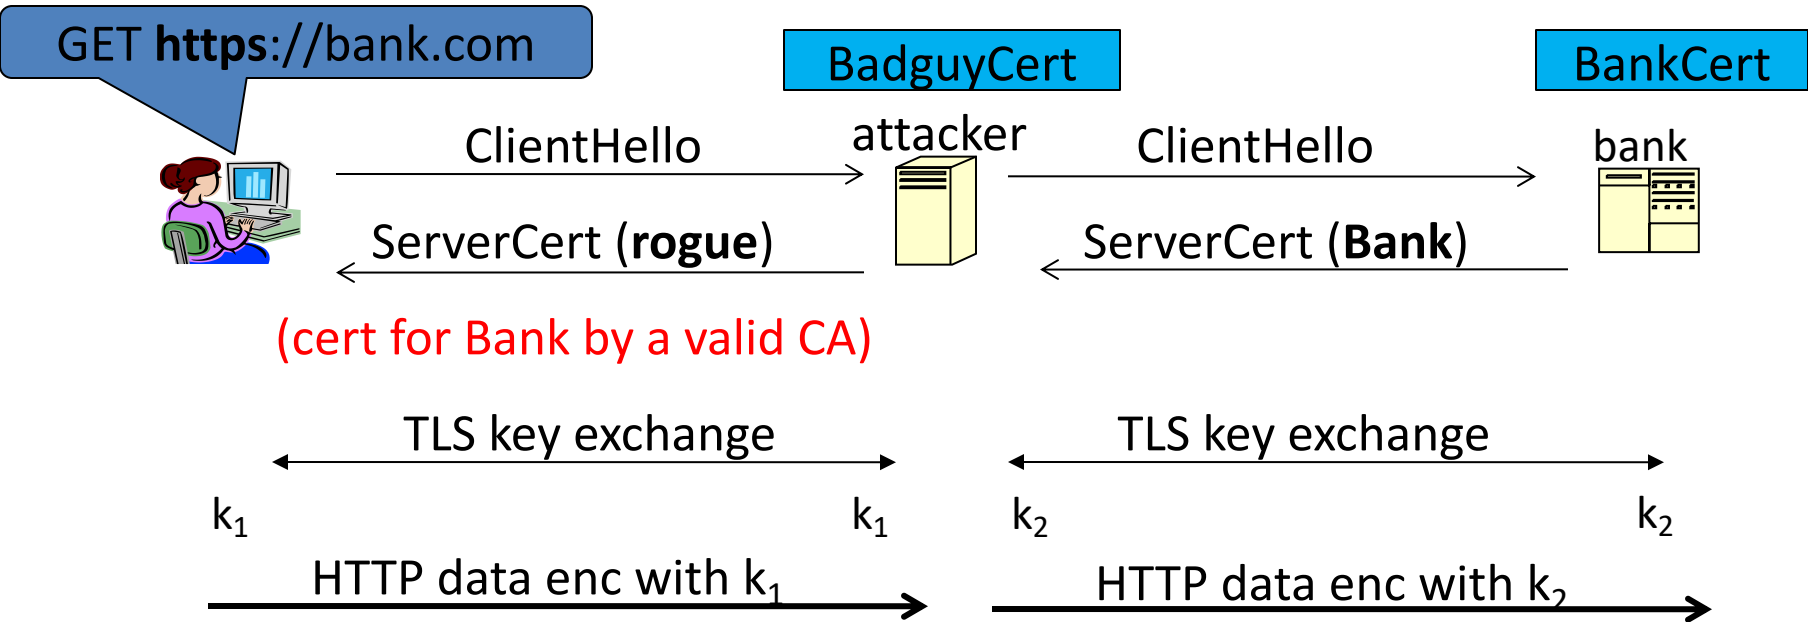 GET https://bank.com
BadguyCert
BankCert
ClientHello
attacker
ClientHello
bank
ServerCert (rogue)
ServerCert (Bank)
(cert for Bank by a valid CA)
TLS key exchange
TLS key exchange
k₁
k₁
k₂
k₂
HTTP data enc with k₁
HTTP data enc with k₂